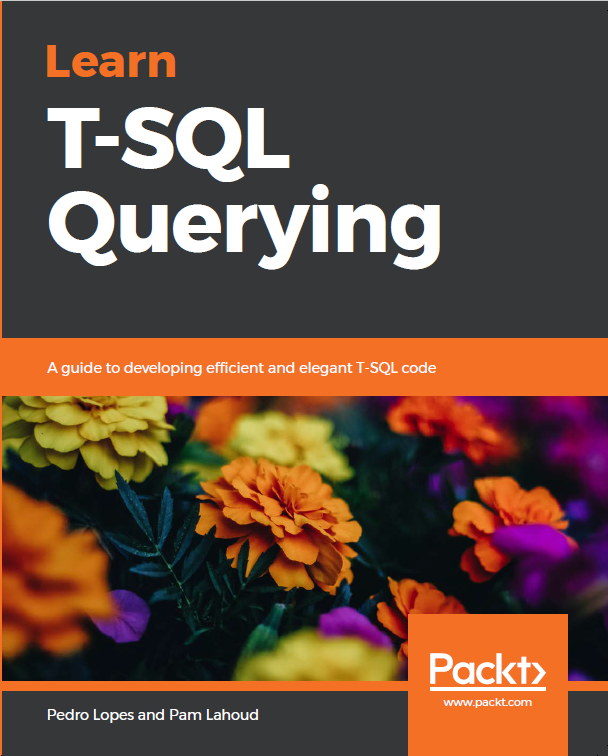 Learn
T-SQL
Querying
A guide to developing efficient and elegant T-SQL code
Packt>
www.packt.com
Pedro Lopes and Pam Lahoud